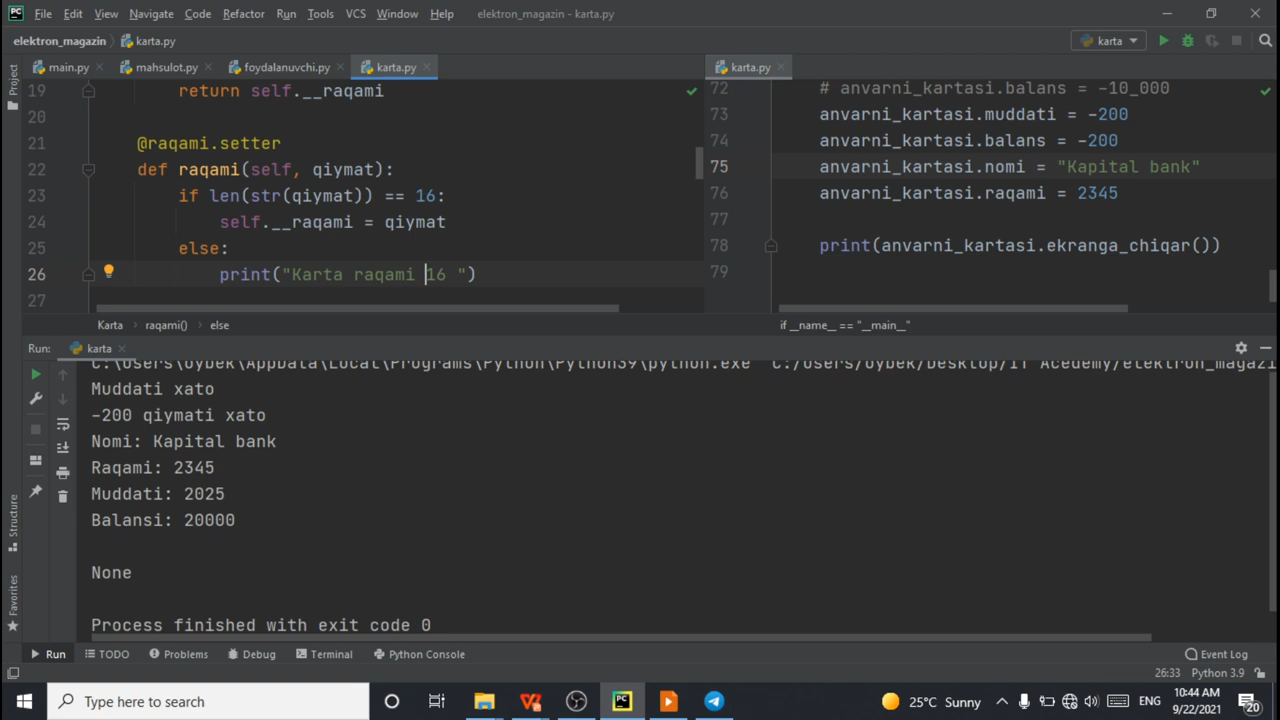 File Edit View Navigate Code Refactor Run Tools VCS Window Help elektron_magazin - karta.py
elektron_magazin karta.py karta
main.py mahsulot.py foydalanuvchi.py karta.py
19 return self.__raqami
20
21 @raqami.setter
22 def raqami(self, qiymat):
23 if len(str(qiymat)) == 16:
24 self.__raqami = qiymat
25 else:
26 print("Karta raqami 16 ")
27
Karta raqami() else
karta.py
72 # anvarni_kartasi.balans = -10_000
73 anvarni_kartasi.muddati = -200
74 anvarni_kartasi.balans = -200
75 anvarni_kartasi.nomi = "Kapital bank"
76 anvarni_kartasi.raqami = 2345
77
78 print(anvarni_kartasi.ekranga_chiqar())
79
if __name__ == "__main__"
Project
Structure
Favorites
Run: karta
C:\Users\oybek\AppData\Local\Programs\Python\Python39\python.exe "C:/Users/oybek/Desktop/IT Acedemy/elektron_magazi
Muddati xato
-200 qiymati xato
Nomi: Kapital bank
Raqami: 2345
Muddati: 2025
Balansi: 20000
None
Process finished with exit code 0
Run TODO Problems Debug Terminal Python Console Event Log
26:33 Python 3.9
Type here to search
25°C Sunny
ENG
10:44 AM
9/22/2021
20